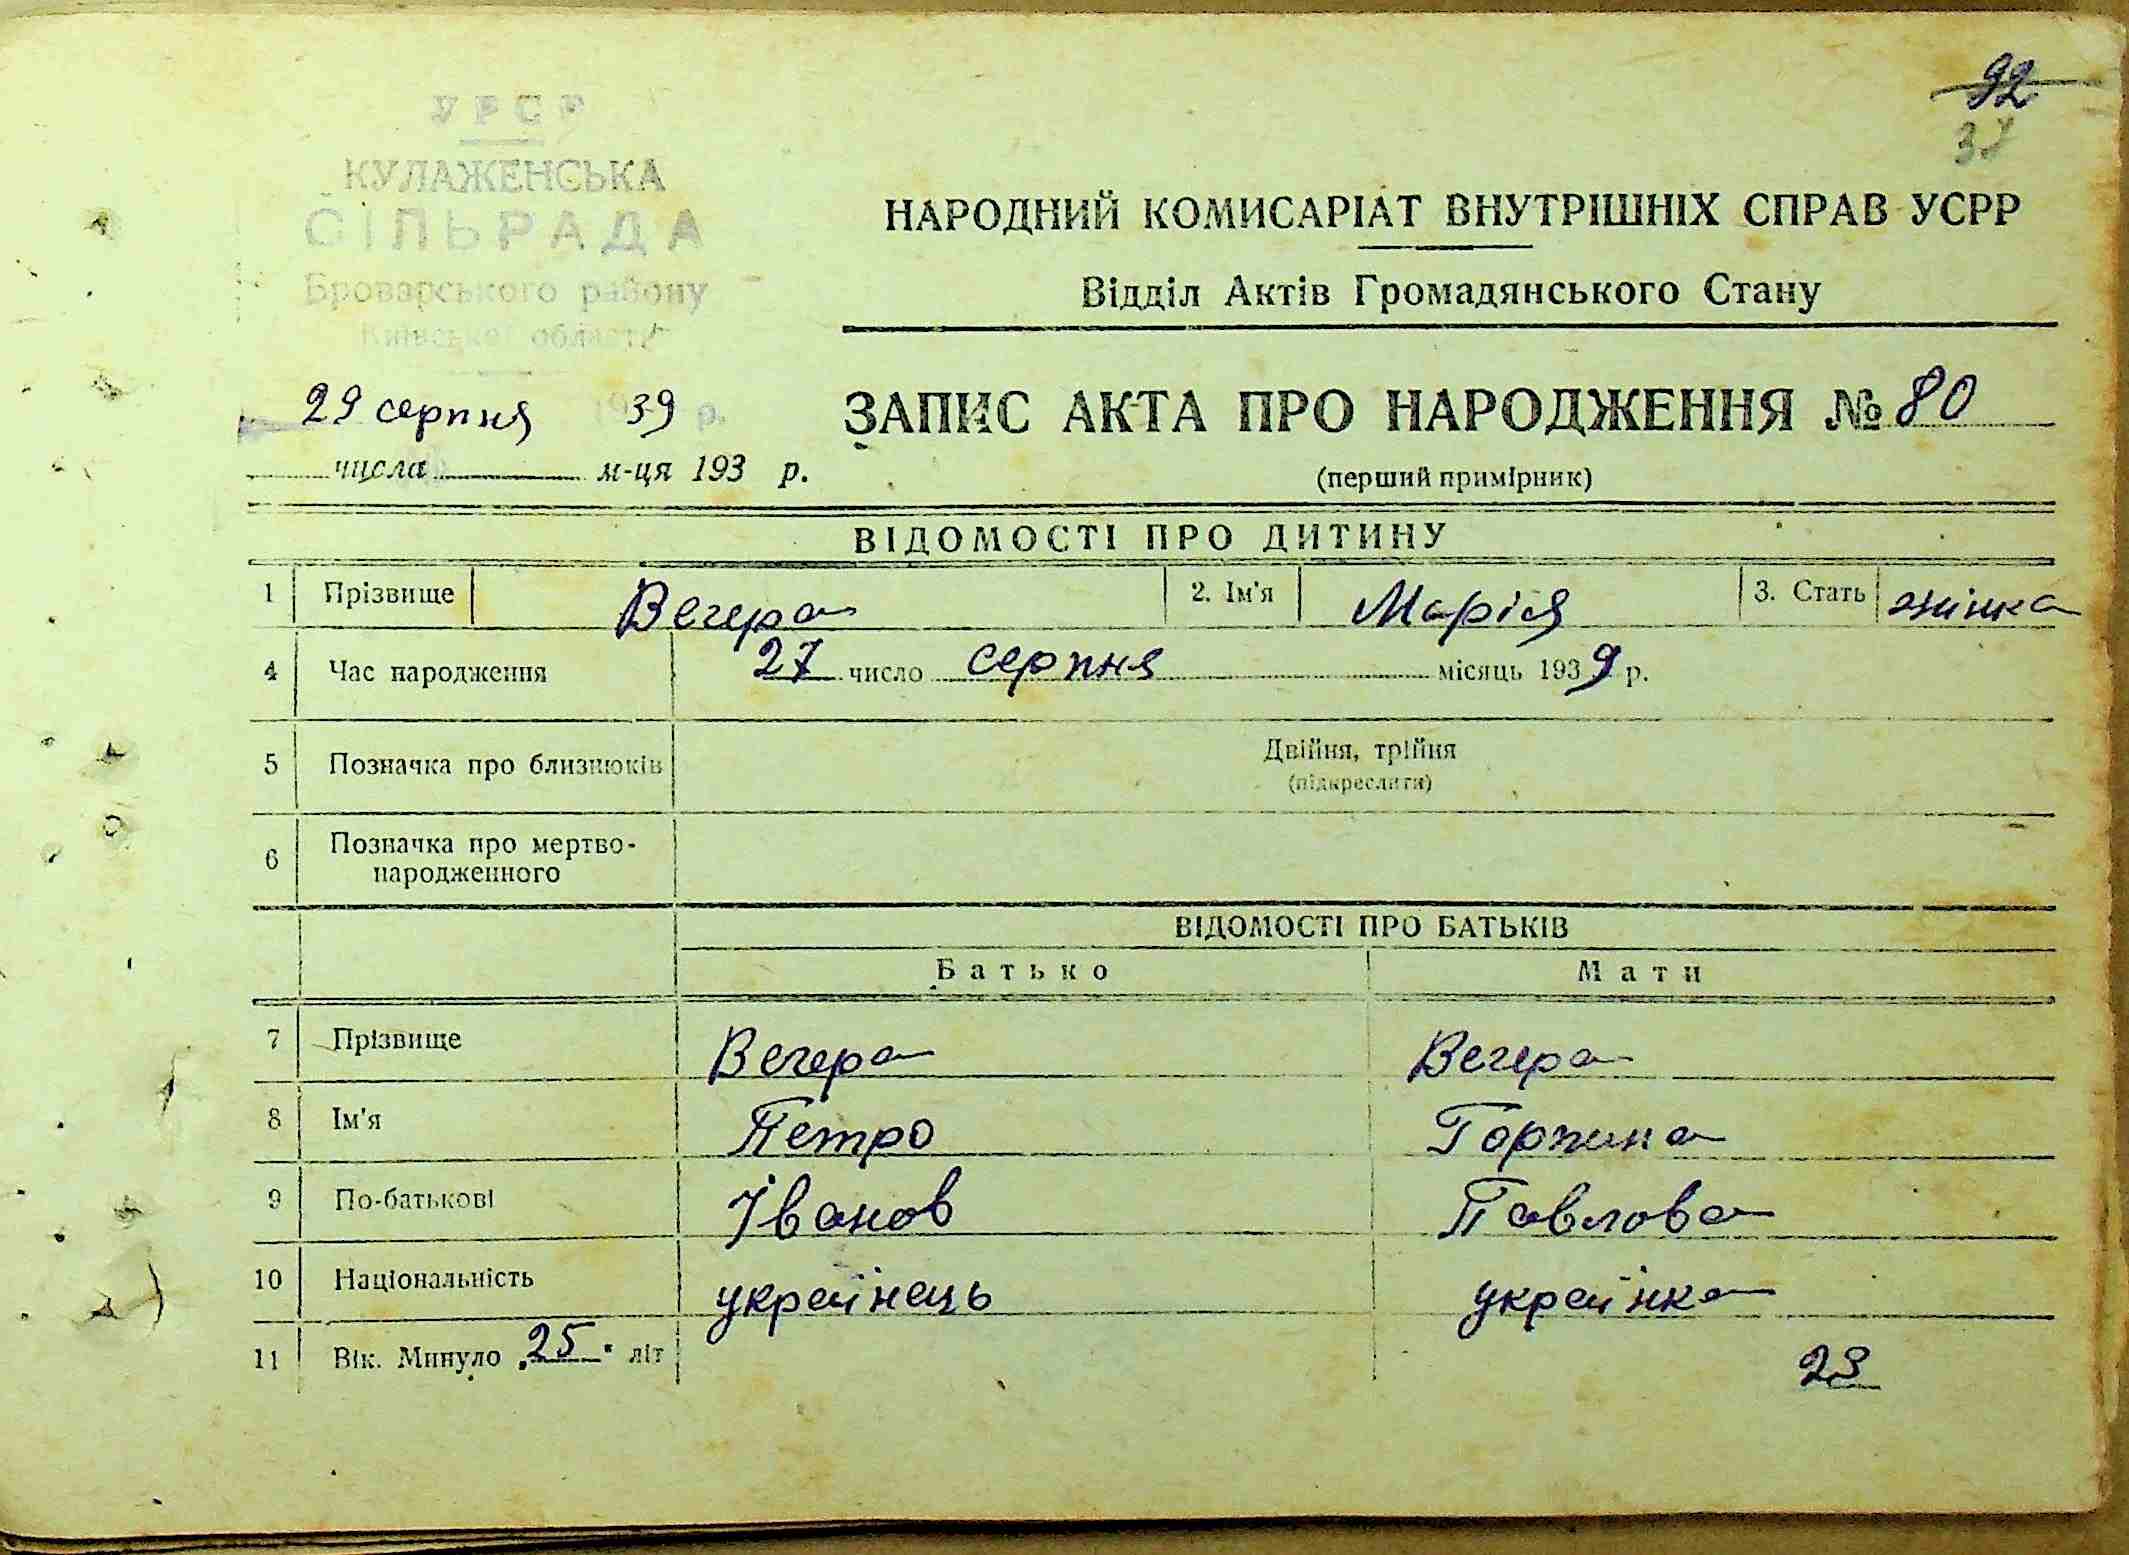 92
37
УРСР
КУЛАЖЕНСЬКА
СІЛЬРАДА
Броварського району
Київської області
НАРОДНИЙ КОМИСАРІАТ ВНУТРІШНІХ СПРАВ УСРР
Відділ Актів Громадянського Стану
29 серпня 39 р.
числа м-ця 193 р.
ЗАПИС АКТА ПРО НАРОДЖЕННЯ № 80
(перший примірник)
ВІДОМОСТІ ПРО ДИТИНУ
1 Прізвище Вегера 2. Ім'я Марія 3. Стать жінка
4 Час народження 27 число серпня місяць 1939 р.
5 Позначка про близнюків Двійня, трійня
(підкреслити)
6 Позначка про мертво-
народженного
ВІДОМОСТІ ПРО БАТЬКІВ
Батько Мати
7 Прізвище Вегера Вегера
8 Ім'я Петро Горпина
9 По-батькові Іванов Павлова
10 Національність українець українка
11 Вік. Минуло 25 літ 23